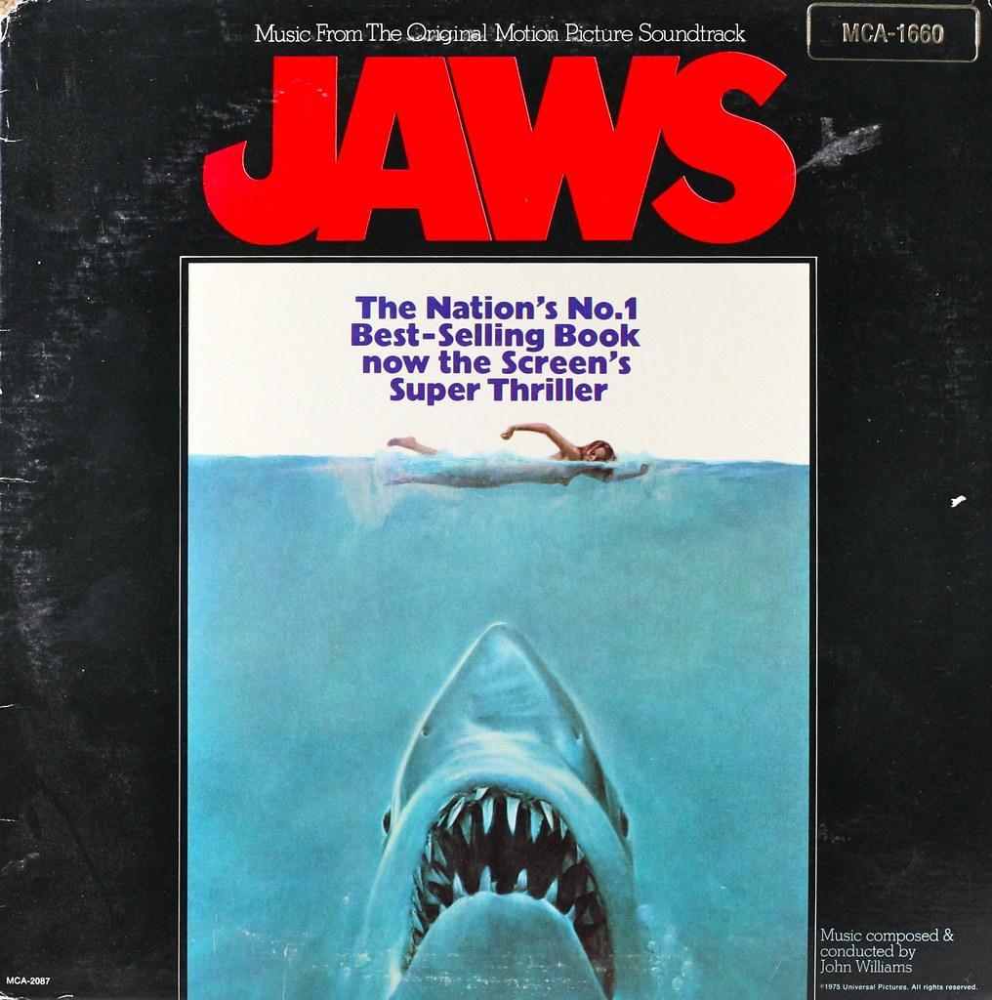 Music From The Original Motion Picture Soundtrack
MCA-1660
JAWS
The Nation's No.1
Best-Selling Book
now the Screen's
Super Thriller
Music composed &
conducted by
John Williams
©1975 Universal Pictures. All rights reserved.
MCA-2087